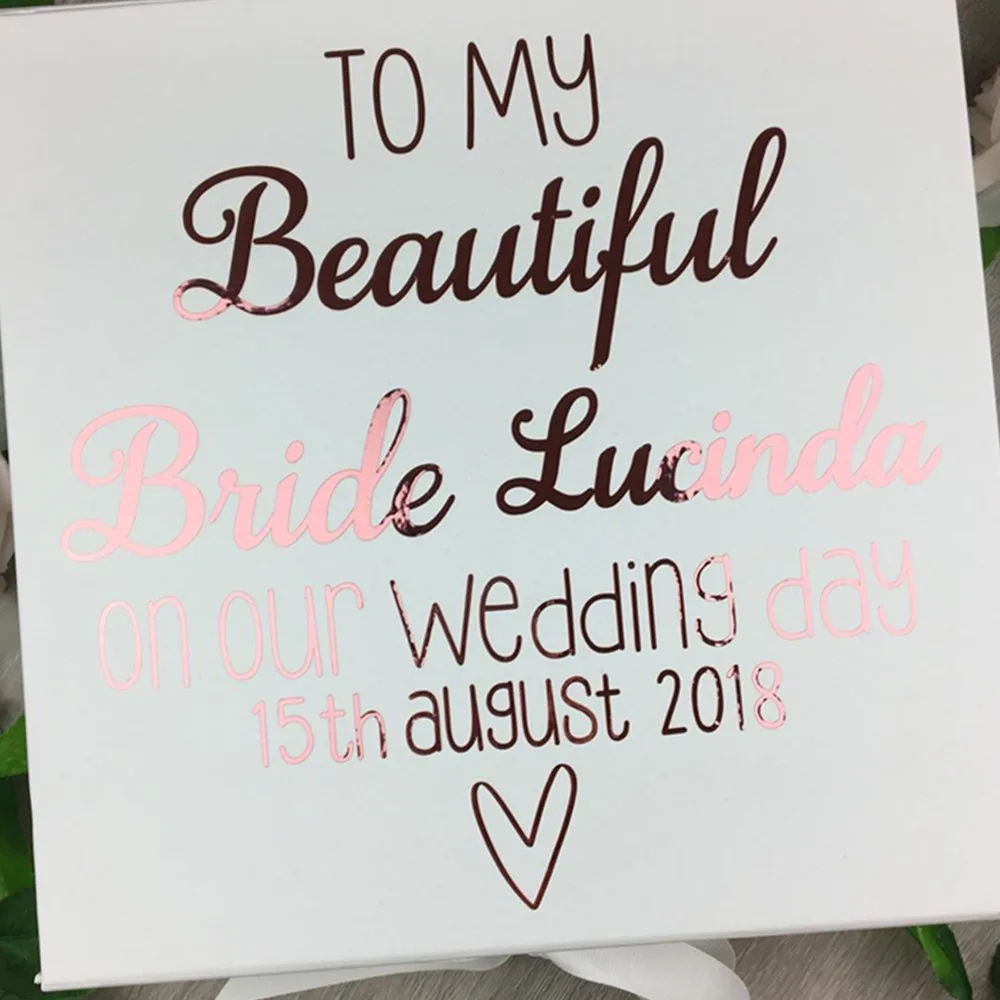 TO MY
Beautiful
Bride Lucinda
on our wedding day
15th august 2018